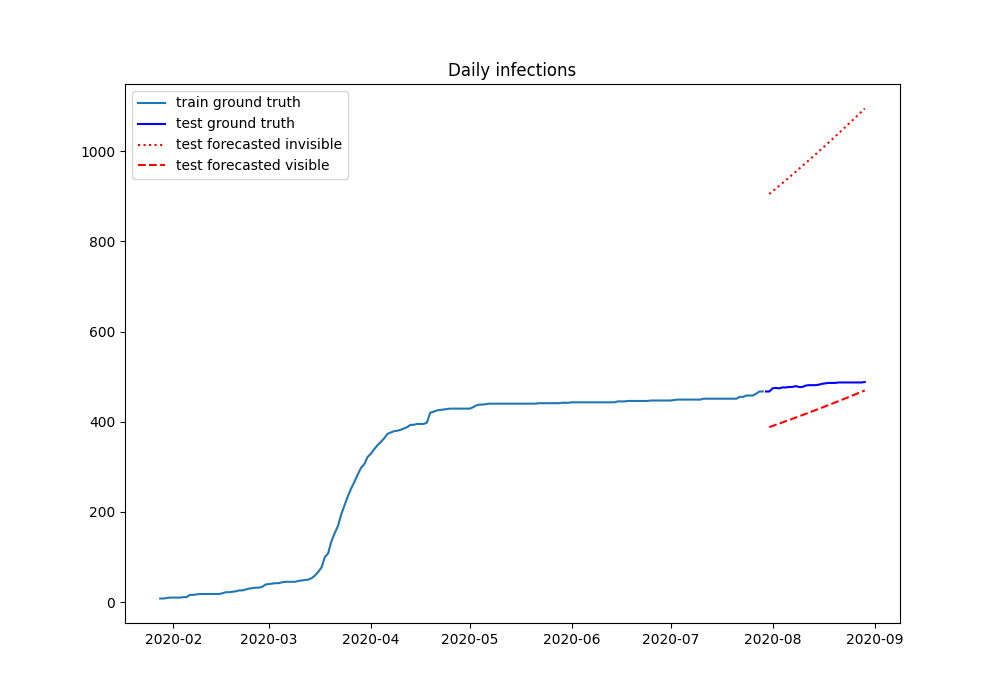 Daily infections
train ground truth
test ground truth
test forecasted invisible
test forecasted visible
1000
800
600
400
200
0
2020-02 2020-03 2020-04 2020-05 2020-06 2020-07 2020-08 2020-09